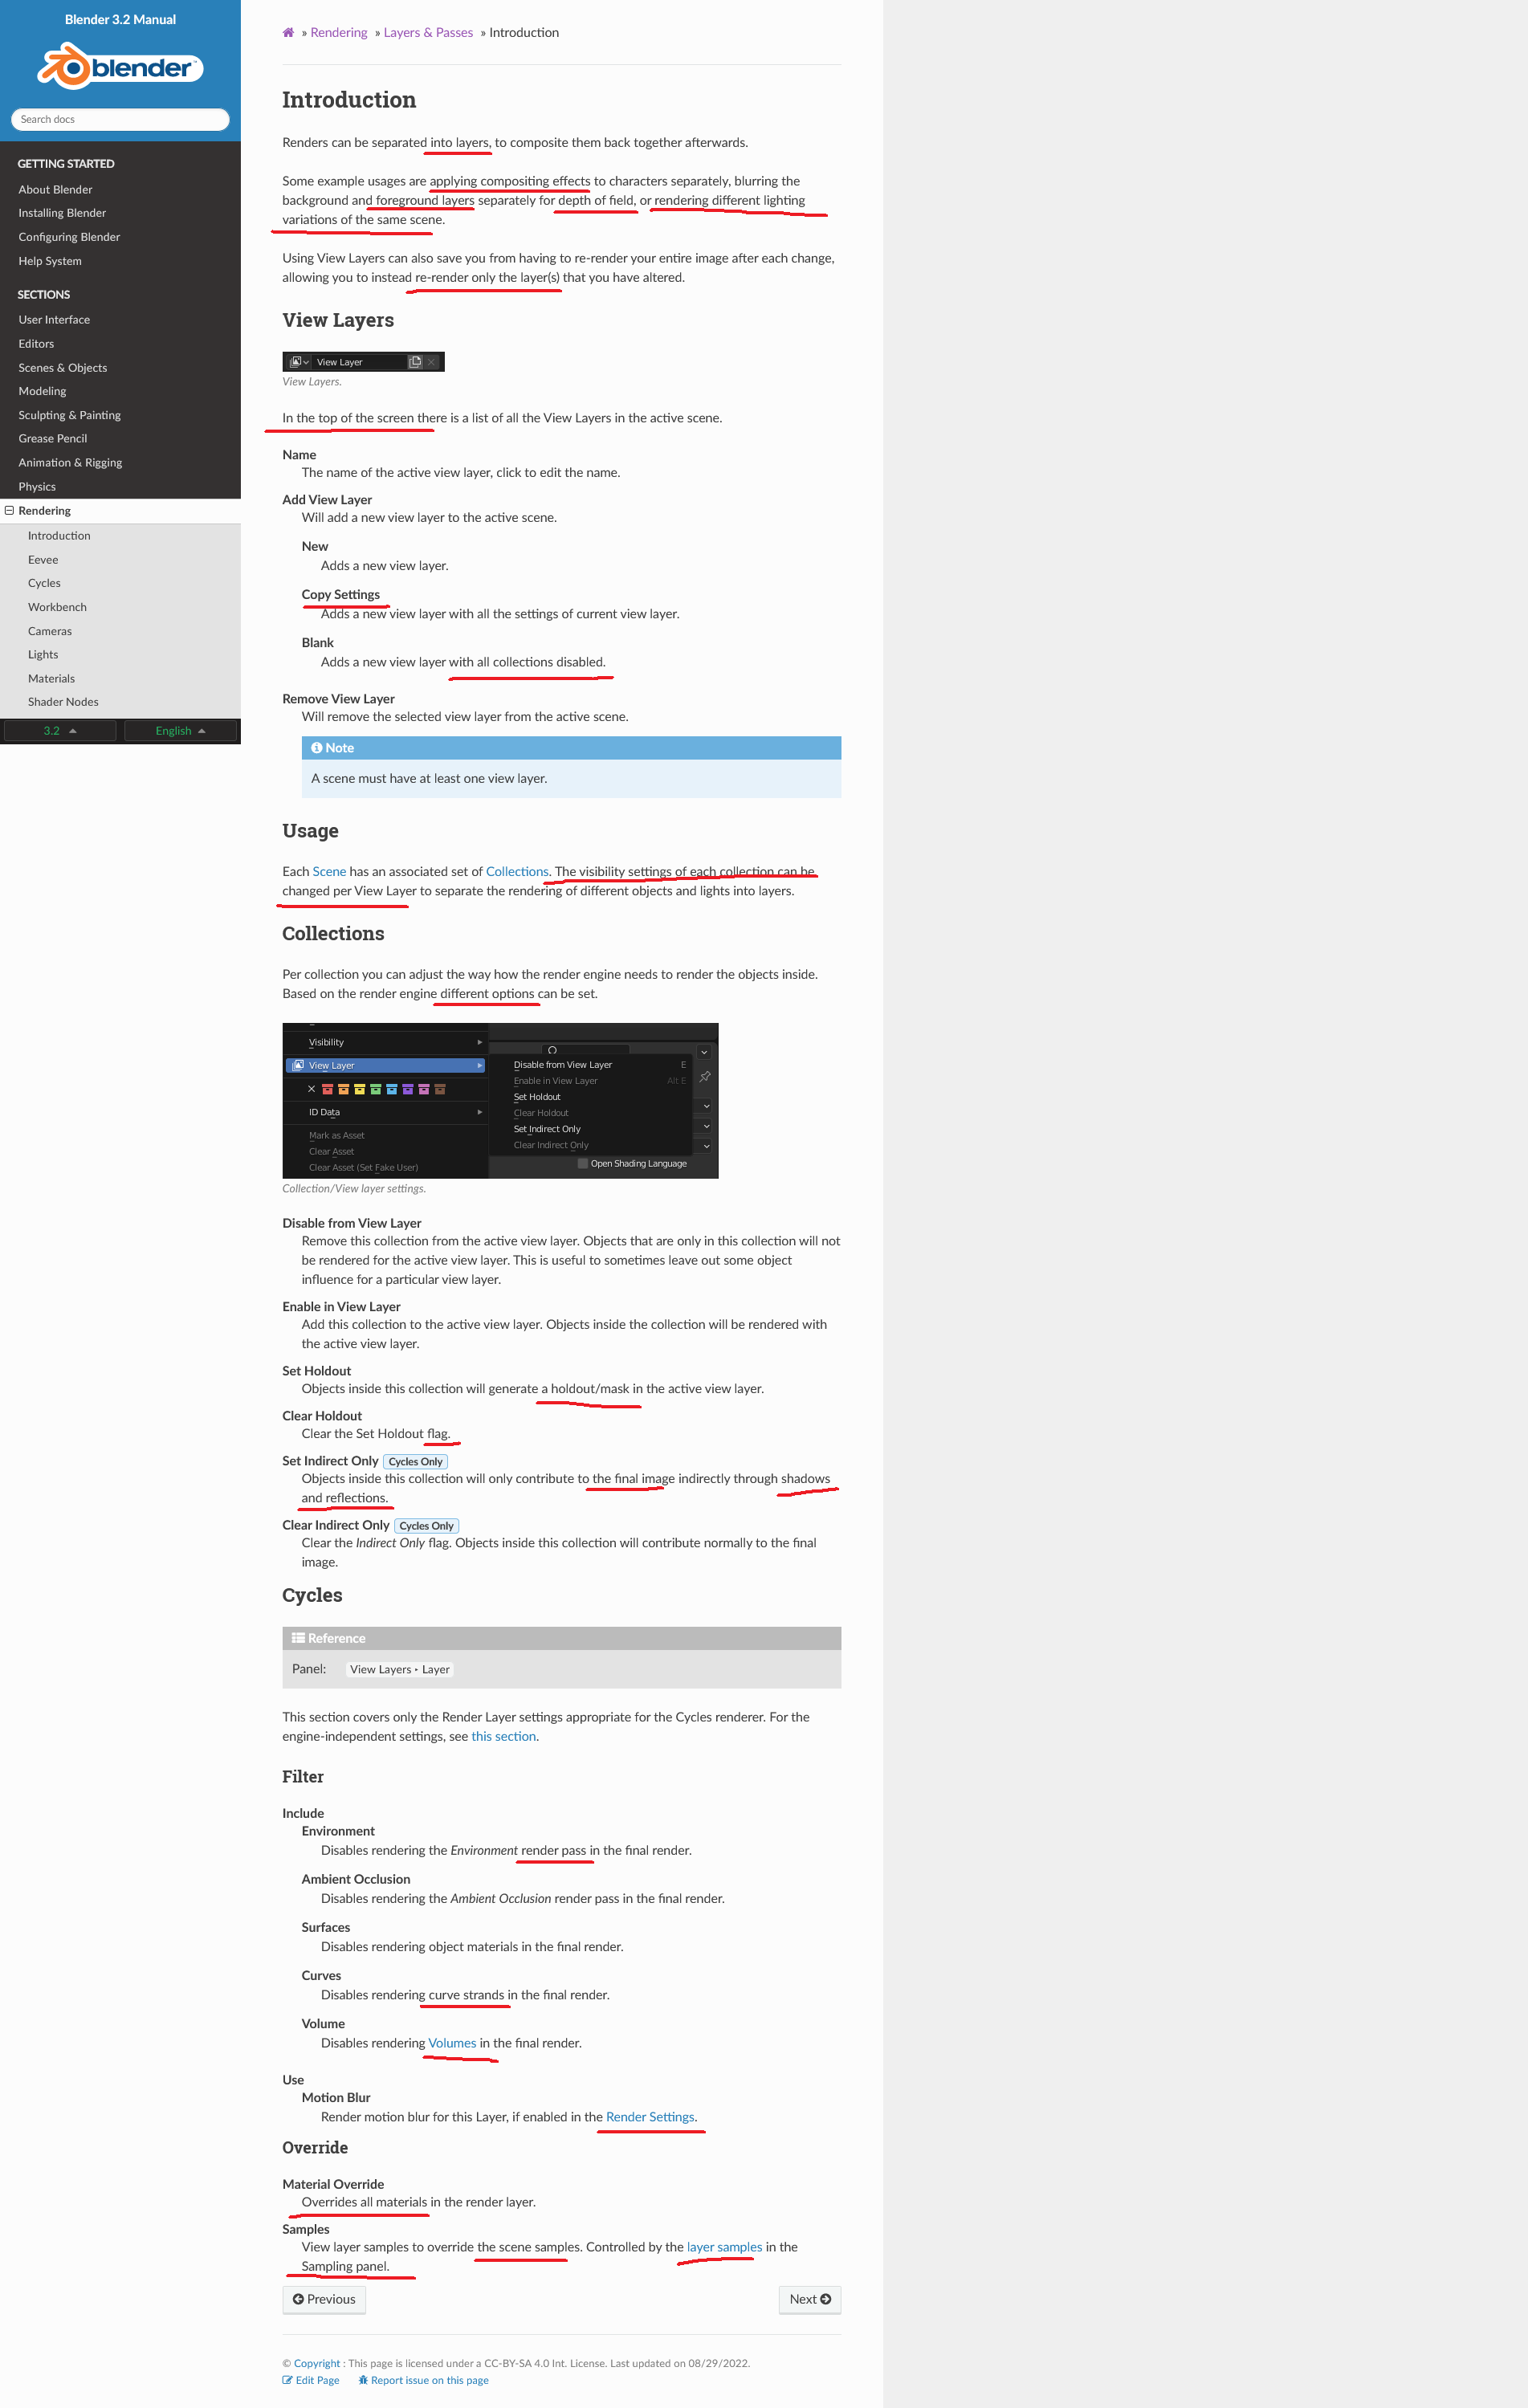 Blender 3.2 Manual
blender™
Search docs
GETTING STARTED
About Blender
Installing Blender
Configuring Blender
Help System
SECTIONS
User Interface
Editors
Scenes & Objects
Modeling
Sculpting & Painting
Grease Pencil
Animation & Rigging
Physics
Rendering
Introduction
Eevee
Cycles
Workbench
Cameras
Lights
Materials
Shader Nodes
3.2
English
» Rendering » Layers & Passes » Introduction
Introduction
Renders can be separated into layers, to composite them back together afterwards.
Some example usages are applying compositing effects to characters separately, blurring the
background and foreground layers separately for depth of field, or rendering different lighting
variations of the same scene.
Using View Layers can also save you from having to re-render your entire image after each change,
allowing you to instead re-render only the layer(s) that you have altered.
View Layers
View Layer
View Layers.
In the top of the screen there is a list of all the View Layers in the active scene.
Name
The name of the active view layer, click to edit the name.
Add View Layer
Will add a new view layer to the active scene.
New
Adds a new view layer.
Copy Settings
Adds a new view layer with all the settings of current view layer.
Blank
Adds a new view layer with all collections disabled.
Remove View Layer
Will remove the selected view layer from the active scene.
Note
A scene must have at least one view layer.
Usage
Each Scene has an associated set of Collections. The visibility settings of each collection can be
changed per View Layer to separate the rendering of different objects and lights into layers.
Collections
Per collection you can adjust the way how the render engine needs to render the objects inside.
Based on the render engine different options can be set.
Visibility
View Layer
ID Data
Mark as Asset
Clear Asset
Clear Asset (Set Fake User)
Disable from View Layer E
Enable in View Layer Alt E
Set Holdout
Clear Holdout
Set Indirect Only
Clear Indirect Only
Open Shading Language
Collection/View layer settings.
Disable from View Layer
Remove this collection from the active view layer. Objects that are only in this collection will not
be rendered for the active view layer. This is useful to sometimes leave out some object
influence for a particular view layer.
Enable in View Layer
Add this collection to the active view layer. Objects inside the collection will be rendered with
the active view layer.
Set Holdout
Objects inside this collection will generate a holdout/mask in the active view layer.
Clear Holdout
Clear the Set Holdout flag.
Set Indirect Only Cycles Only
Objects inside this collection will only contribute to the final image indirectly through shadows
and reflections.
Clear Indirect Only Cycles Only
Clear the Indirect Only flag. Objects inside this collection will contribute normally to the final
image.
Cycles
Reference
Panel: View Layers ‣ Layer
This section covers only the Render Layer settings appropriate for the Cycles renderer. For the
engine-independent settings, see this section.
Filter
Include
Environment
Disables rendering the Environment render pass in the final render.
Ambient Occlusion
Disables rendering the Ambient Occlusion render pass in the final render.
Surfaces
Disables rendering object materials in the final render.
Curves
Disables rendering curve strands in the final render.
Volume
Disables rendering Volumes in the final render.
Use
Motion Blur
Render motion blur for this Layer, if enabled in the Render Settings.
Override
Material Override
Overrides all materials in the render layer.
Samples
View layer samples to override the scene samples. Controlled by the layer samples in the
Sampling panel.
Previous
Next
© Copyright : This page is licensed under a CC-BY-SA 4.0 Int. License. Last updated on 08/29/2022.
Edit Page Report issue on this page